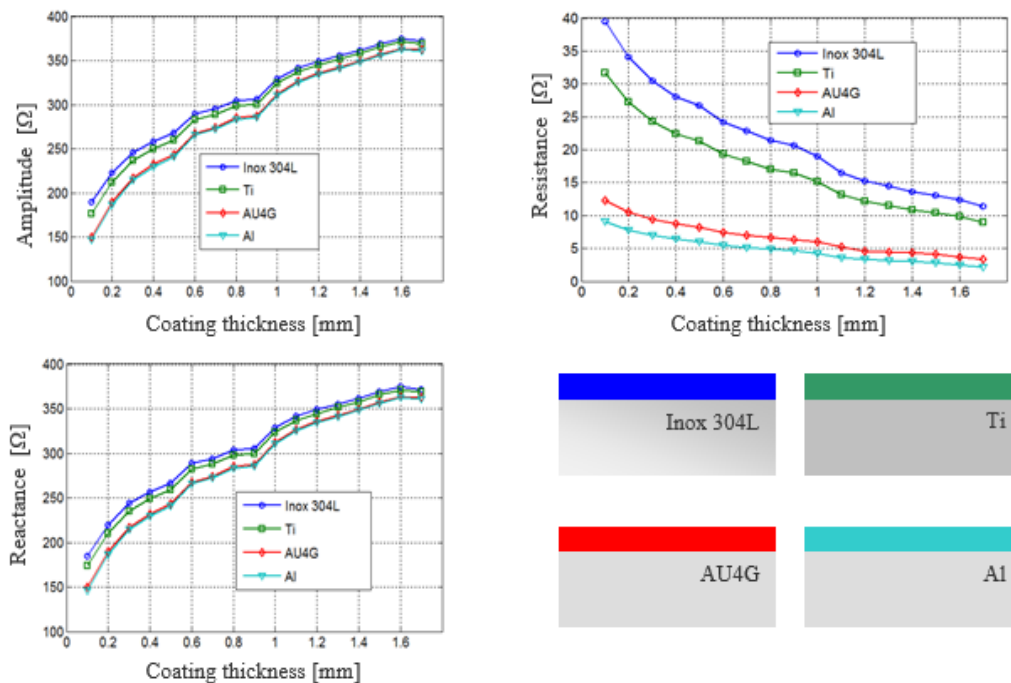 Amplitude [Ω]
400
350
300
250
200
150
100
0
0.2
0.4
0.6
0.8
1
1.2
1.4
1.6
Coating thickness [mm]
Inox 304L
Ti
AU4G
Al
Resistance [Ω]
40
35
30
25
20
15
10
5
0
0
0.2
0.4
0.6
0.8
1
1.2
1.4
1.6
Coating thickness [mm]
Inox 304L
Ti
AU4G
Al
Reactance [Ω]
400
350
300
250
200
150
100
0
0.2
0.4
0.6
0.8
1
1.2
1.4
1.6
Coating thickness [mm]
Inox 304L
Ti
AU4G
Al
Inox 304L
Ti
AU4G
Al